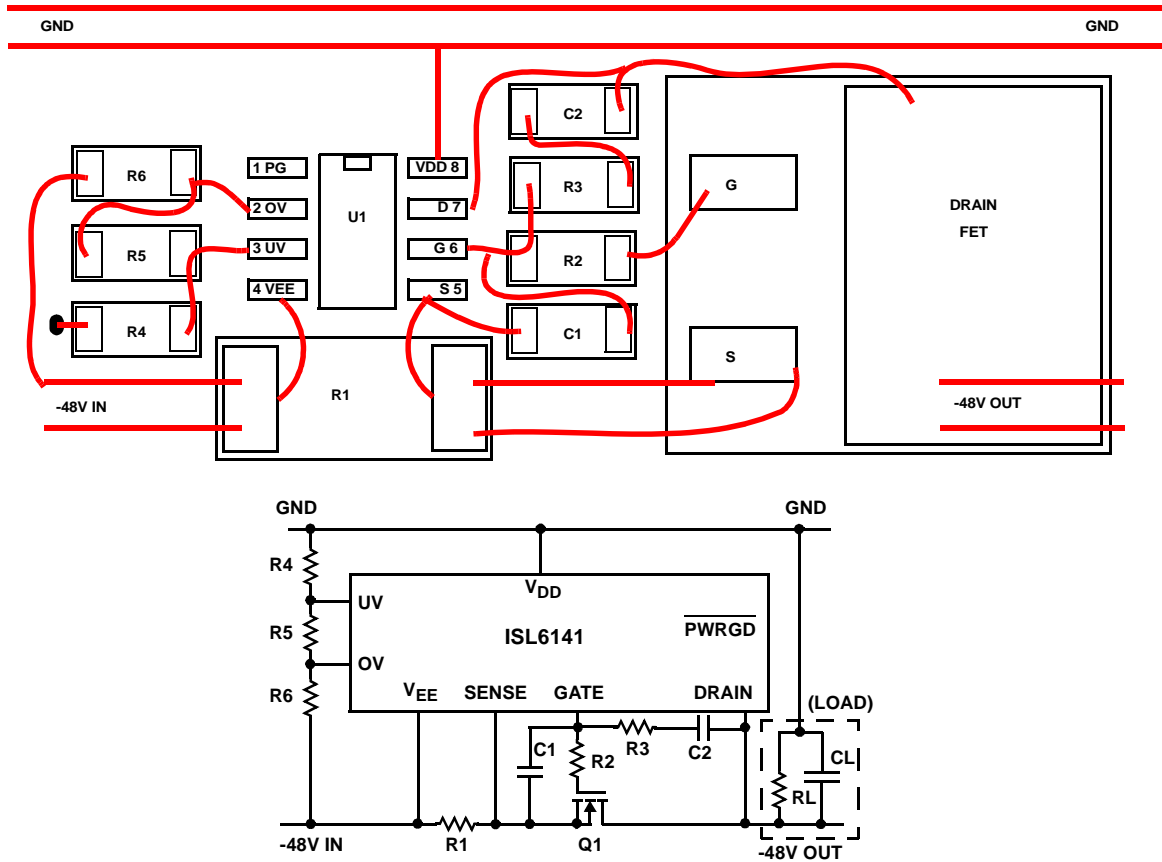 GND GND
C2
1 PG VDD 8
R6 R3 G
2 OV U1 D 7 DRAIN
FET
3 UV G 6
R5 R2
4 VEE S 5
R4 C1
S
R1
-48V IN -48V OUT
GND GND
R4
VDD
UV
R5 ISL6141 PWRGD
OV
R6 VEE SENSE GATE DRAIN
(LOAD)
C1 R2 R3 C2 CL
RL
-48V IN R1 Q1 -48V OUT